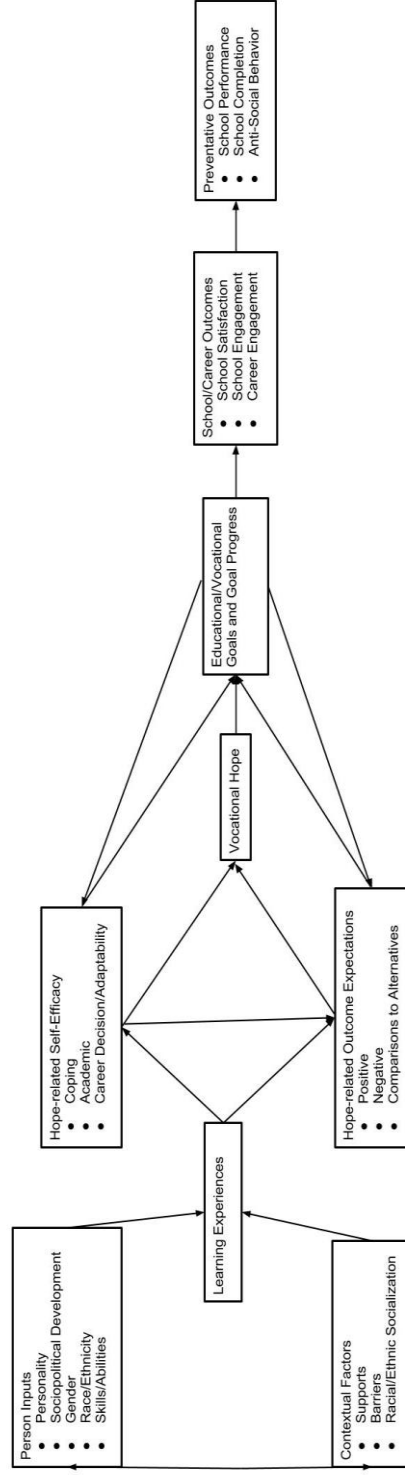 Person Inputs
● Personality
● Sociopolitical Development
● Gender
● Race/Ethnicity
● Skills/Abilities
Contextual Factors
● Supports
● Barriers
● Racial/Ethnic Socialization
Learning Experiences
Hope-related Self-Efficacy
● Coping
● Academic
● Career Decision/Adaptability
Hope-related Outcome Expectations
● Positive
● Negative
● Comparisons to Alternatives
Vocational Hope
Educational/Vocational
Goals and Goal Progress
School/Career Outcomes
● School Satisfaction
● School Engagement
● Career Engagement
Preventative Outcomes
● School Performance
● School Completion
● Anti-Social Behavior